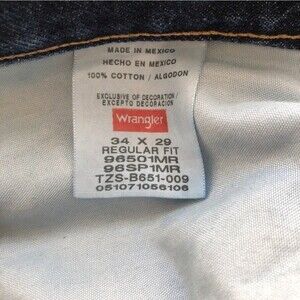 MADE IN MEXICO
HECHO EN MEXICO
100% COTTON / ALGODON
EXCLUSIVE OF DECORATION/
EXCEPTO DECORACION
Wrangler
34 X 29
REGULAR FIT
96501MR
96SP1MR
TZS-B651-009
051071056106